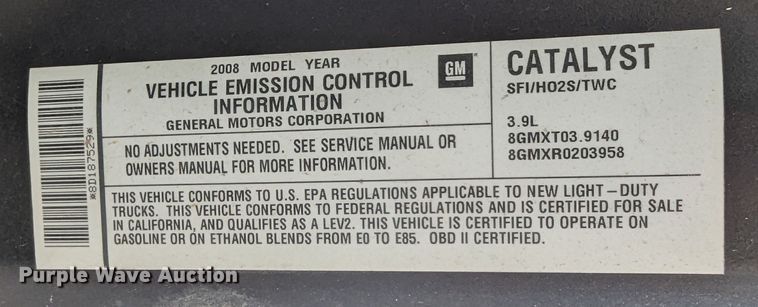 *8D187529*
2008 MODEL YEAR
VEHICLE EMISSION CONTROL
INFORMATION
GENERAL MOTORS CORPORATION
GM
NO ADJUSTMENTS NEEDED. SEE SERVICE MANUAL OR
OWNERS MANUAL FOR MORE INFORMATION.
CATALYST
SFI/HO2S/TWC
3.9L
8GMXT03.9140
8GMXR0203958
THIS VEHICLE CONFORMS TO U.S. EPA REGULATIONS APPLICABLE TO NEW LIGHT-DUTY
TRUCKS. THIS VEHICLE CONFORMS TO FEDERAL REGULATIONS AND IS CERTIFIED FOR SALE
IN CALIFORNIA, AND QUALIFIES AS A LEV2. THIS VEHICLE IS CERTIFIED TO OPERATE ON
GASOLINE OR ON ETHANOL BLENDS FROM E0 TO E85. OBD II CERTIFIED.
Purple Wave Auction
Purple Wave Auction